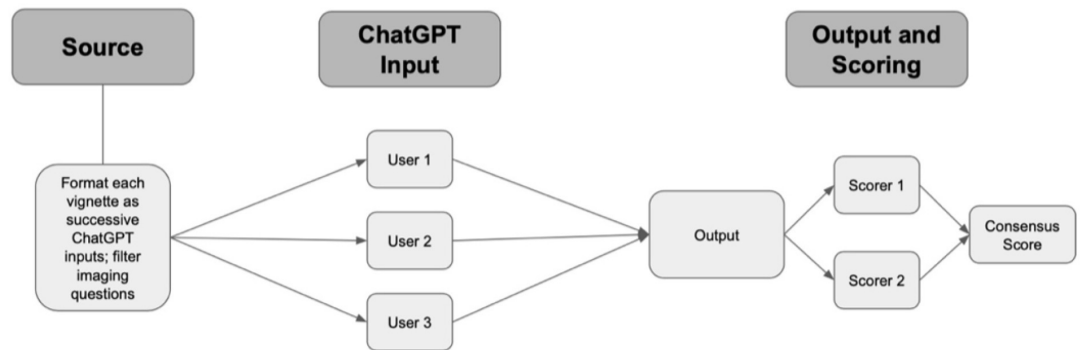 Source
ChatGPT
Input
Output and
Scoring
Format each
vignette as
successive
ChatGPT
inputs; filter
imaging
questions
User 1
User 2
User 3
Output
Scorer 1
Scorer 2
Consensus
Score